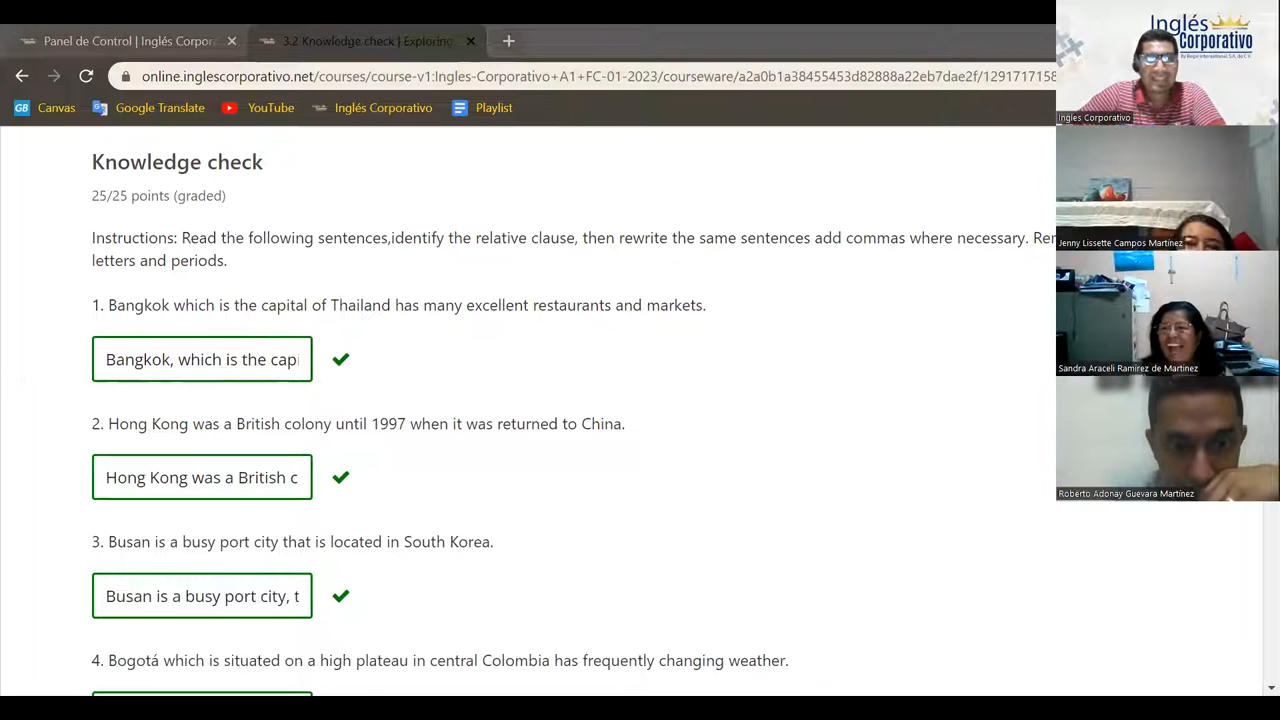 Panel de Control | Inglés Corpor
3.2 Knowledge check | Exploring
online.inglescorporativo.net/courses/course-v1:Ingles-Corporativo+A1+FC-01-2023/courseware/a2a0b1a38455453d82888a22eb7dae2f/1291717158
GB Canvas
Google Translate
YouTube
Inglés Corporativo
Playlist
Knowledge check
25/25 points (graded)
Instructions: Read the following sentences,identify the relative clause, then rewrite the same sentences add commas where necessary. Rer
letters and periods.
1. Bangkok which is the capital of Thailand has many excellent restaurants and markets.
Bangkok, which is the capi
2. Hong Kong was a British colony until 1997 when it was returned to China.
Hong Kong was a British c
3. Busan is a busy port city that is located in South Korea.
Busan is a busy port city, t
4. Bogotá which is situated on a high plateau in central Colombia has frequently changing weather.
Inglés
Corporativo
Ingles Corporativo
Jenny Lissette Campos Martínez
Sandra Araceli Ramirez de Martinez
Roberto Adonay Guevara Martínez